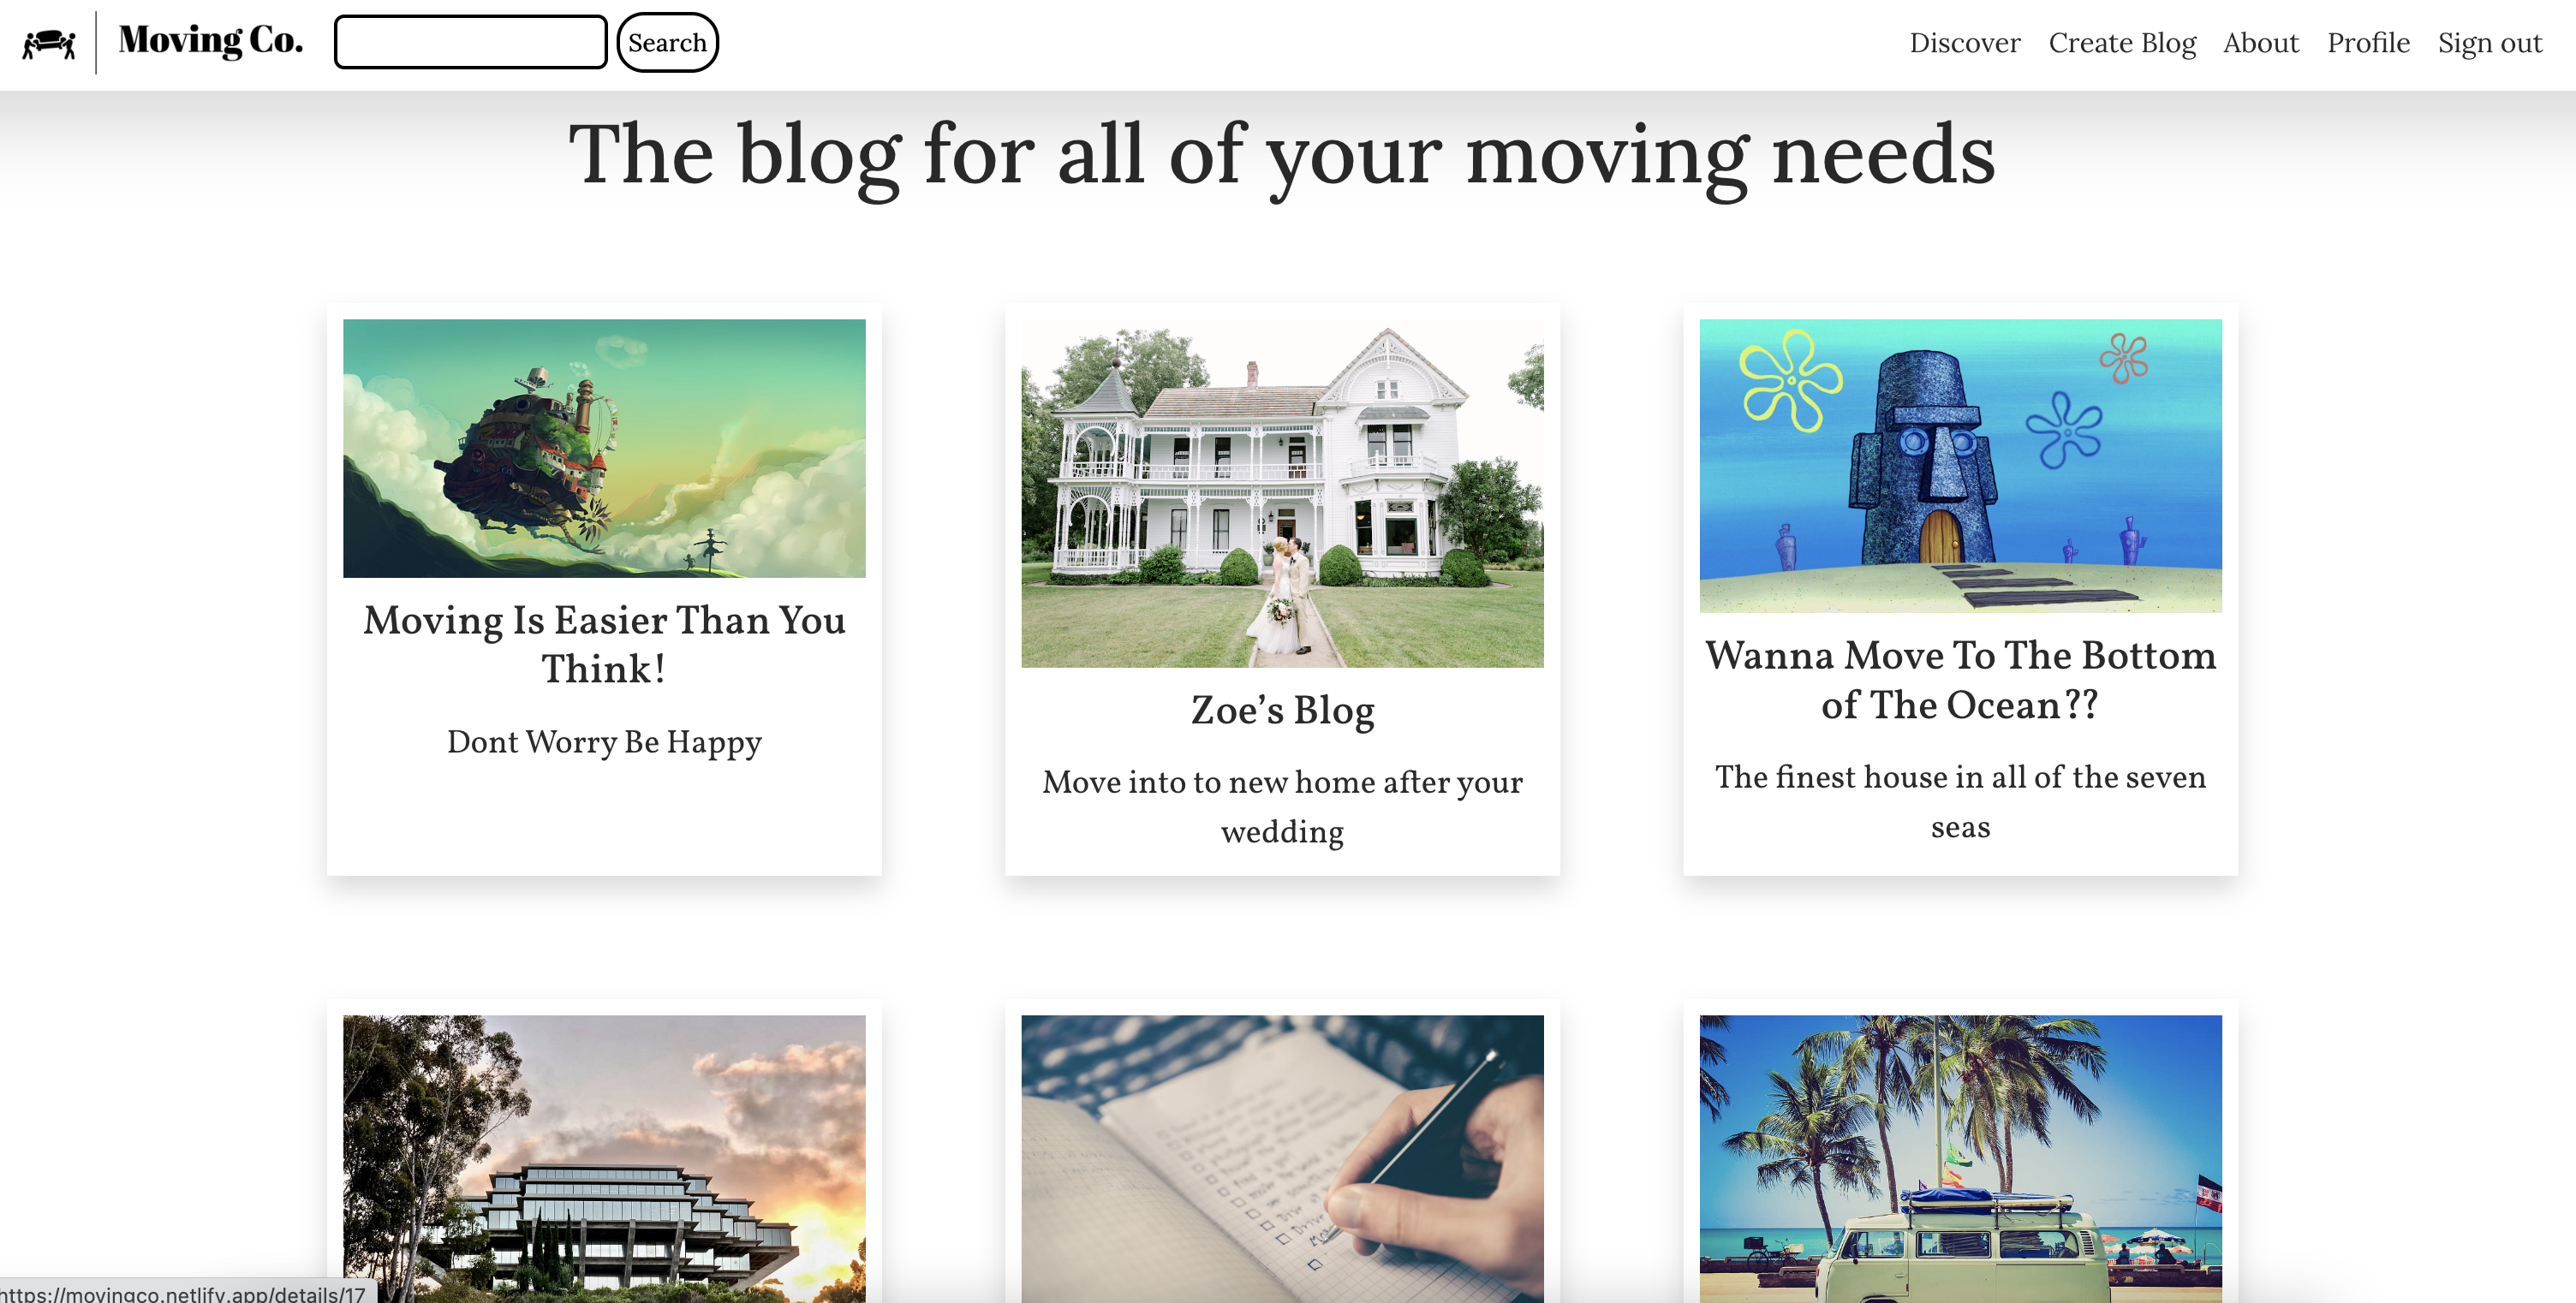 Moving Co.
Search
Discover
Create Blog
About
Profile
Sign out
The blog for all of your moving needs
Moving Is Easier Than You
Think!
Dont Worry Be Happy
Zoe’s Blog
Move into to new home after your
wedding
Wanna Move To The Bottom
of The Ocean??
The finest house in all of the seven
seas
https://movingco.netlify.app/details/17